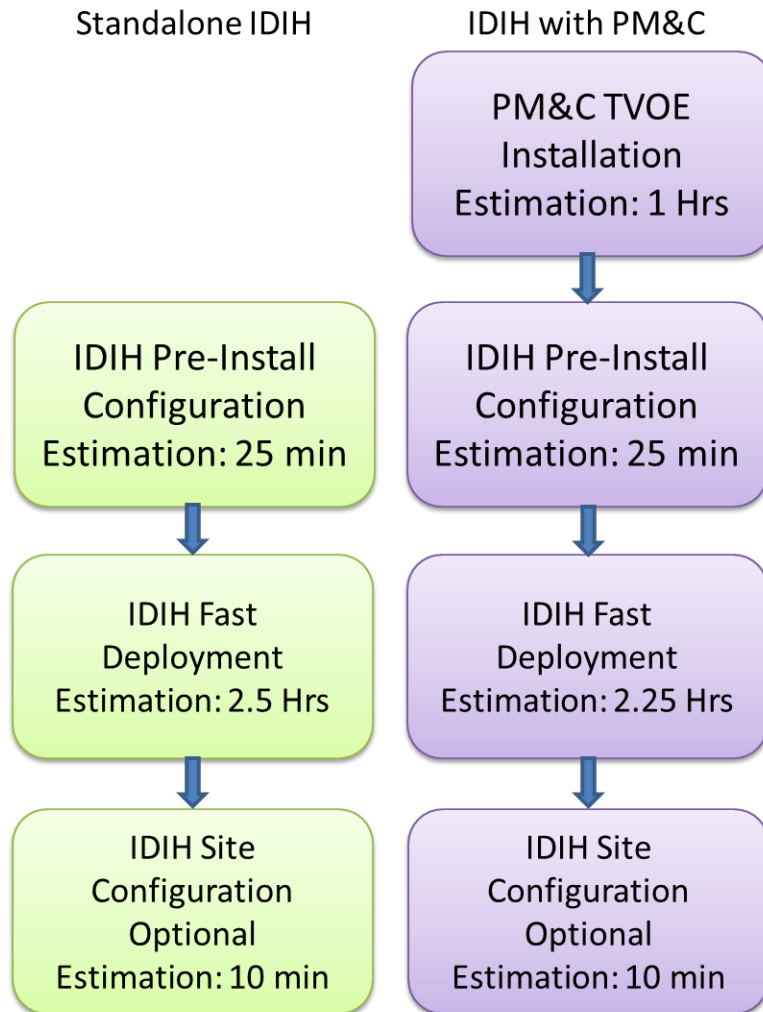 Standalone IDIH
IDIH with PM&C
PM&C TVOE
Installation
Estimation: 1 Hrs
IDIH Pre-Install
Configuration
Estimation: 25 min
IDIH Pre-Install
Configuration
Estimation: 25 min
IDIH Fast
Deployment
Estimation: 2.5 Hrs
IDIH Fast
Deployment
Estimation: 2.25 Hrs
IDIH Site
Configuration
Optional
Estimation: 10 min
IDIH Site
Configuration
Optional
Estimation: 10 min